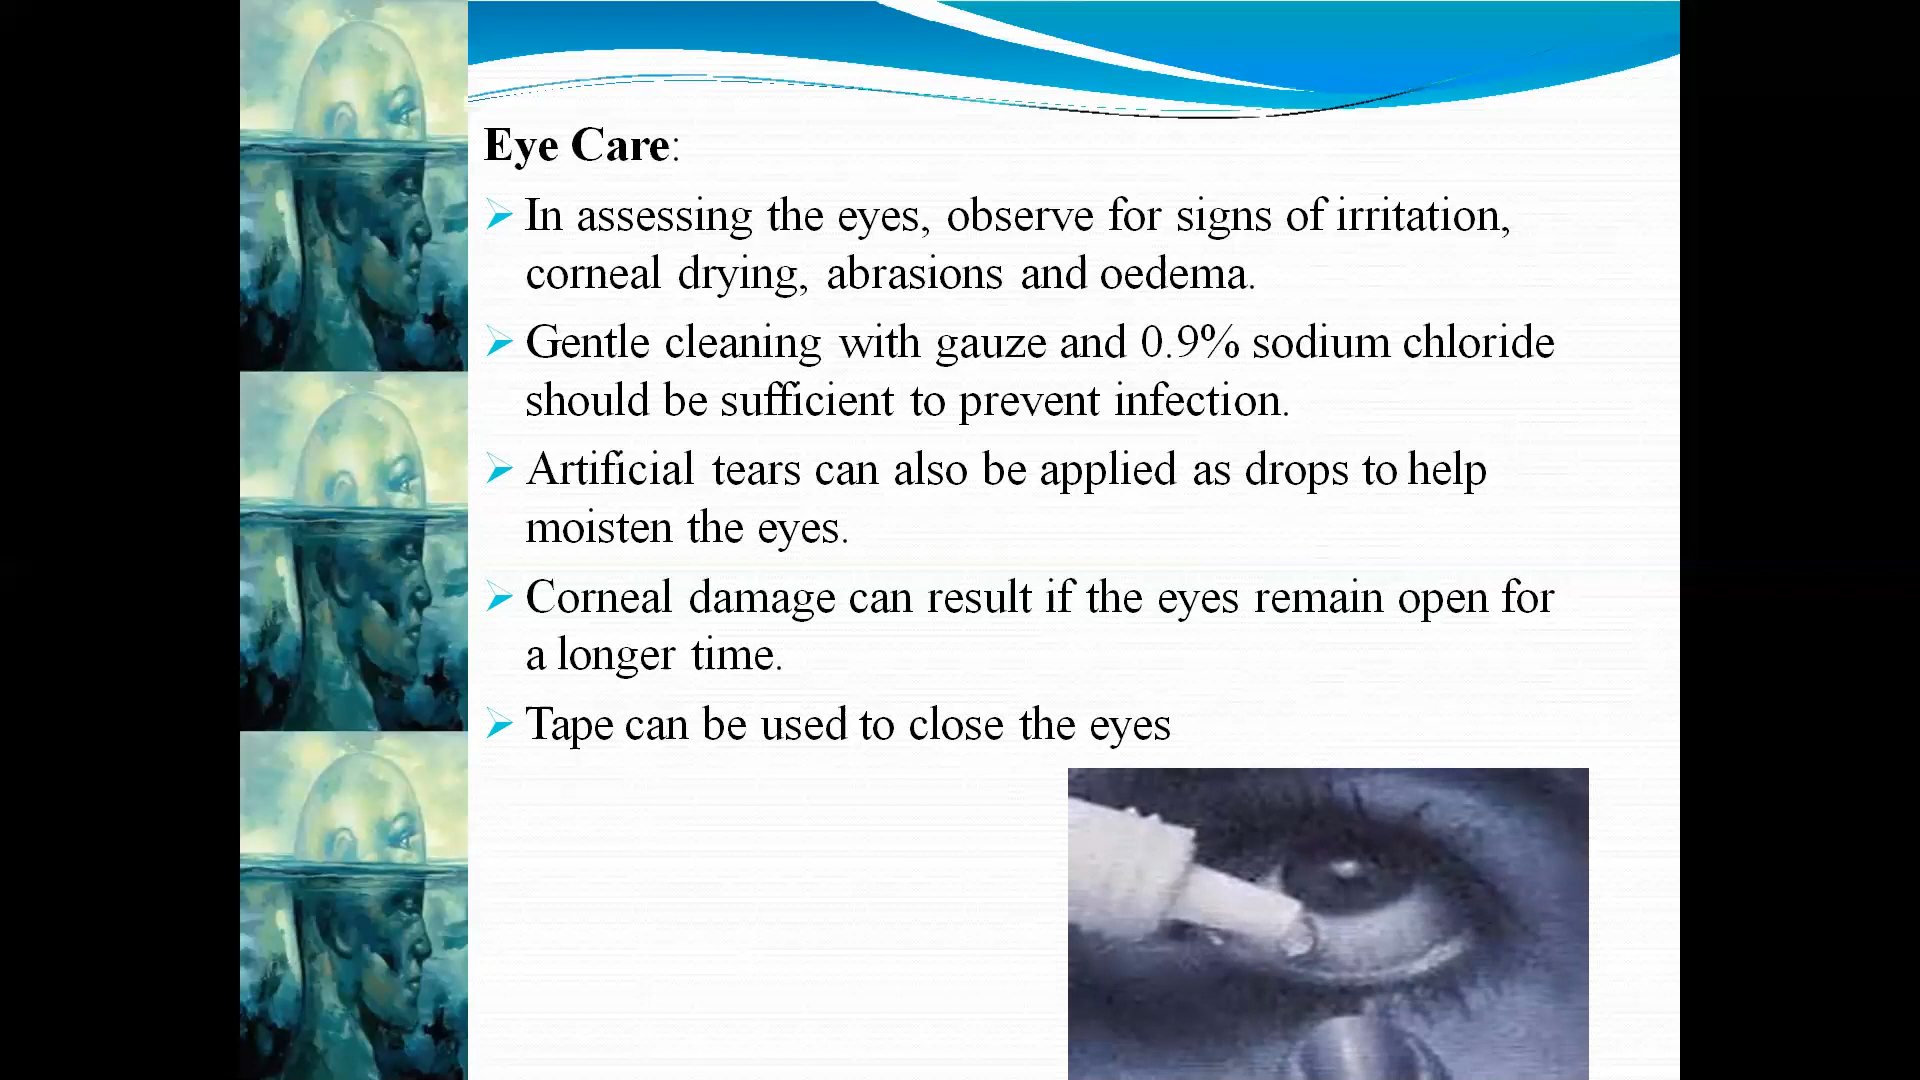 Eye Care:
In assessing the eyes, observe for signs of irritation,
corneal drying, abrasions and oedema.
Gentle cleaning with gauze and 0.9% sodium chloride
should be sufficient to prevent infection.
Artificial tears can also be applied as drops to help
moisten the eyes.
Corneal damage can result if the eyes remain open for
a longer time.
Tape can be used to close the eyes